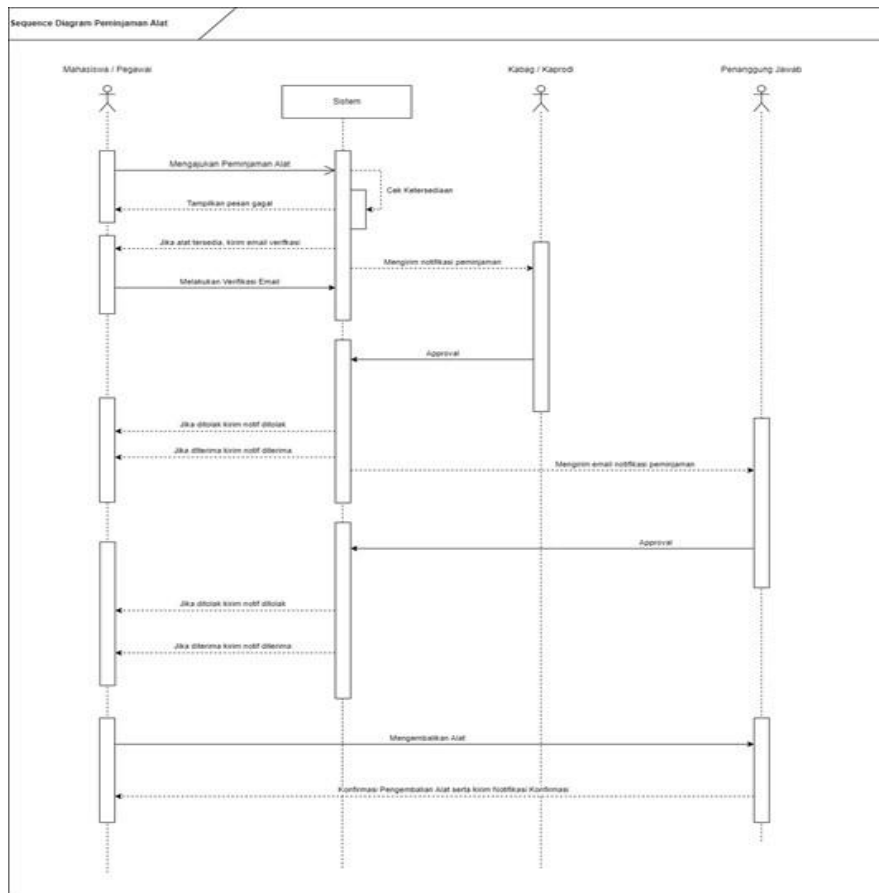 Sequence Diagram Peminjaman Alat
Mahasiswa / Pegawai
Sistem
Kabag / Kaprodi
Penanggung Jawab
Mengajukan Peminjaman Alat
Cek Ketersediaan
Tampilkan pesan gagal
Jika alat tersedia, kirim email verifikasi
Mengirim notifikasi peminjaman
Melakukan Verifikasi Email
Approval
Jika ditolak kirim notif ditolak
Jika diterima kirim notif diterima
Mengirim email notifikasi peminjaman
Approval
Jika ditolak kirim notif ditolak
Jika diterima kirim notif diterima
Mengembalikan Alat
Konfirmasi Pengembalian Alat serta kirim Notifikasi Konfirmasi